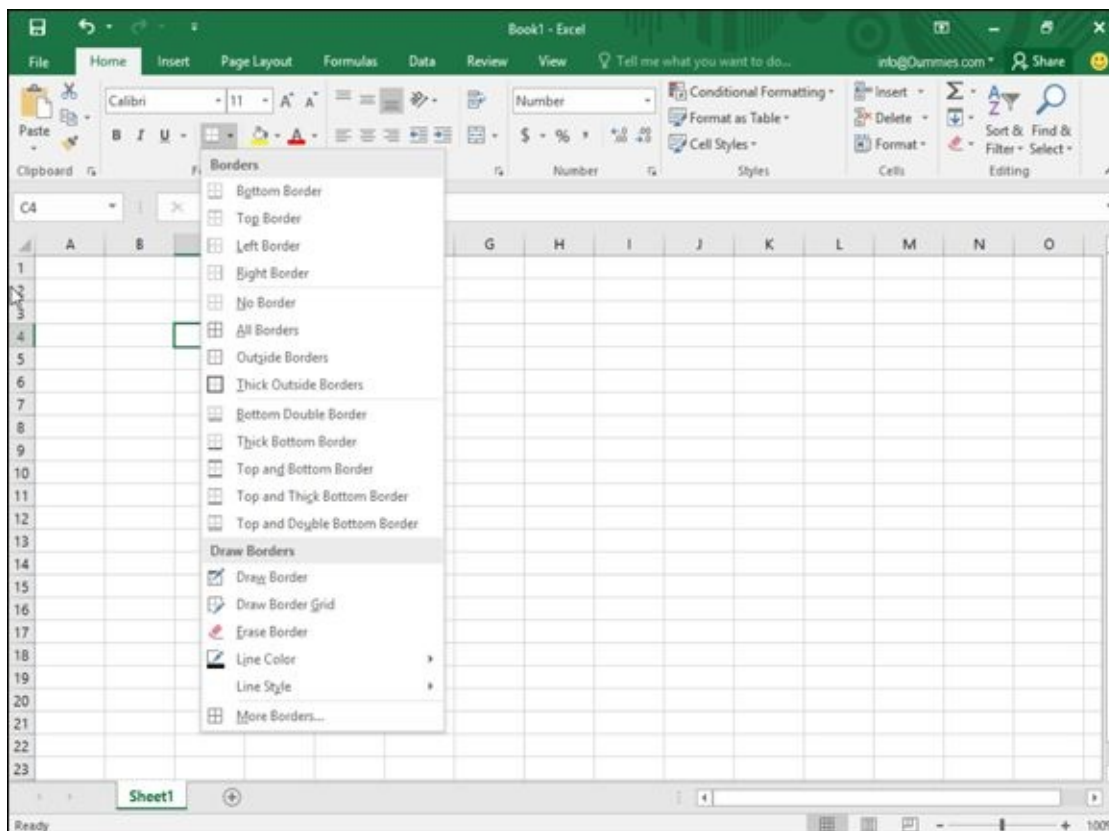 Book1 - Excel
File Home Insert Page Layout Formulas Data Review View Tell me what you want to do... info@Dummies.com Share
Paste
Calibri 11
B I U A
Number
$ - % ,
Conditional Formatting
Format as Table
Cell Styles
Insert
Delete
Format
Sort & Filter
Find & Select
Clipboard Number Styles Cells Editing
C4
A B G H I J K L M N O
Borders
Bottom Border
Top Border
Left Border
Right Border
No Border
All Borders
Outside Borders
Thick Outside Borders
Bottom Double Border
Thick Bottom Border
Top and Bottom Border
Top and Thick Bottom Border
Top and Double Bottom Border
Draw Borders
Draw Border
Draw Border Grid
Erase Border
Line Color
Line Style
More Borders...
1
2
3
4
5
6
7
8
9
10
11
12
13
14
15
16
17
18
19
20
21
22
23
Sheet1
Ready 100%